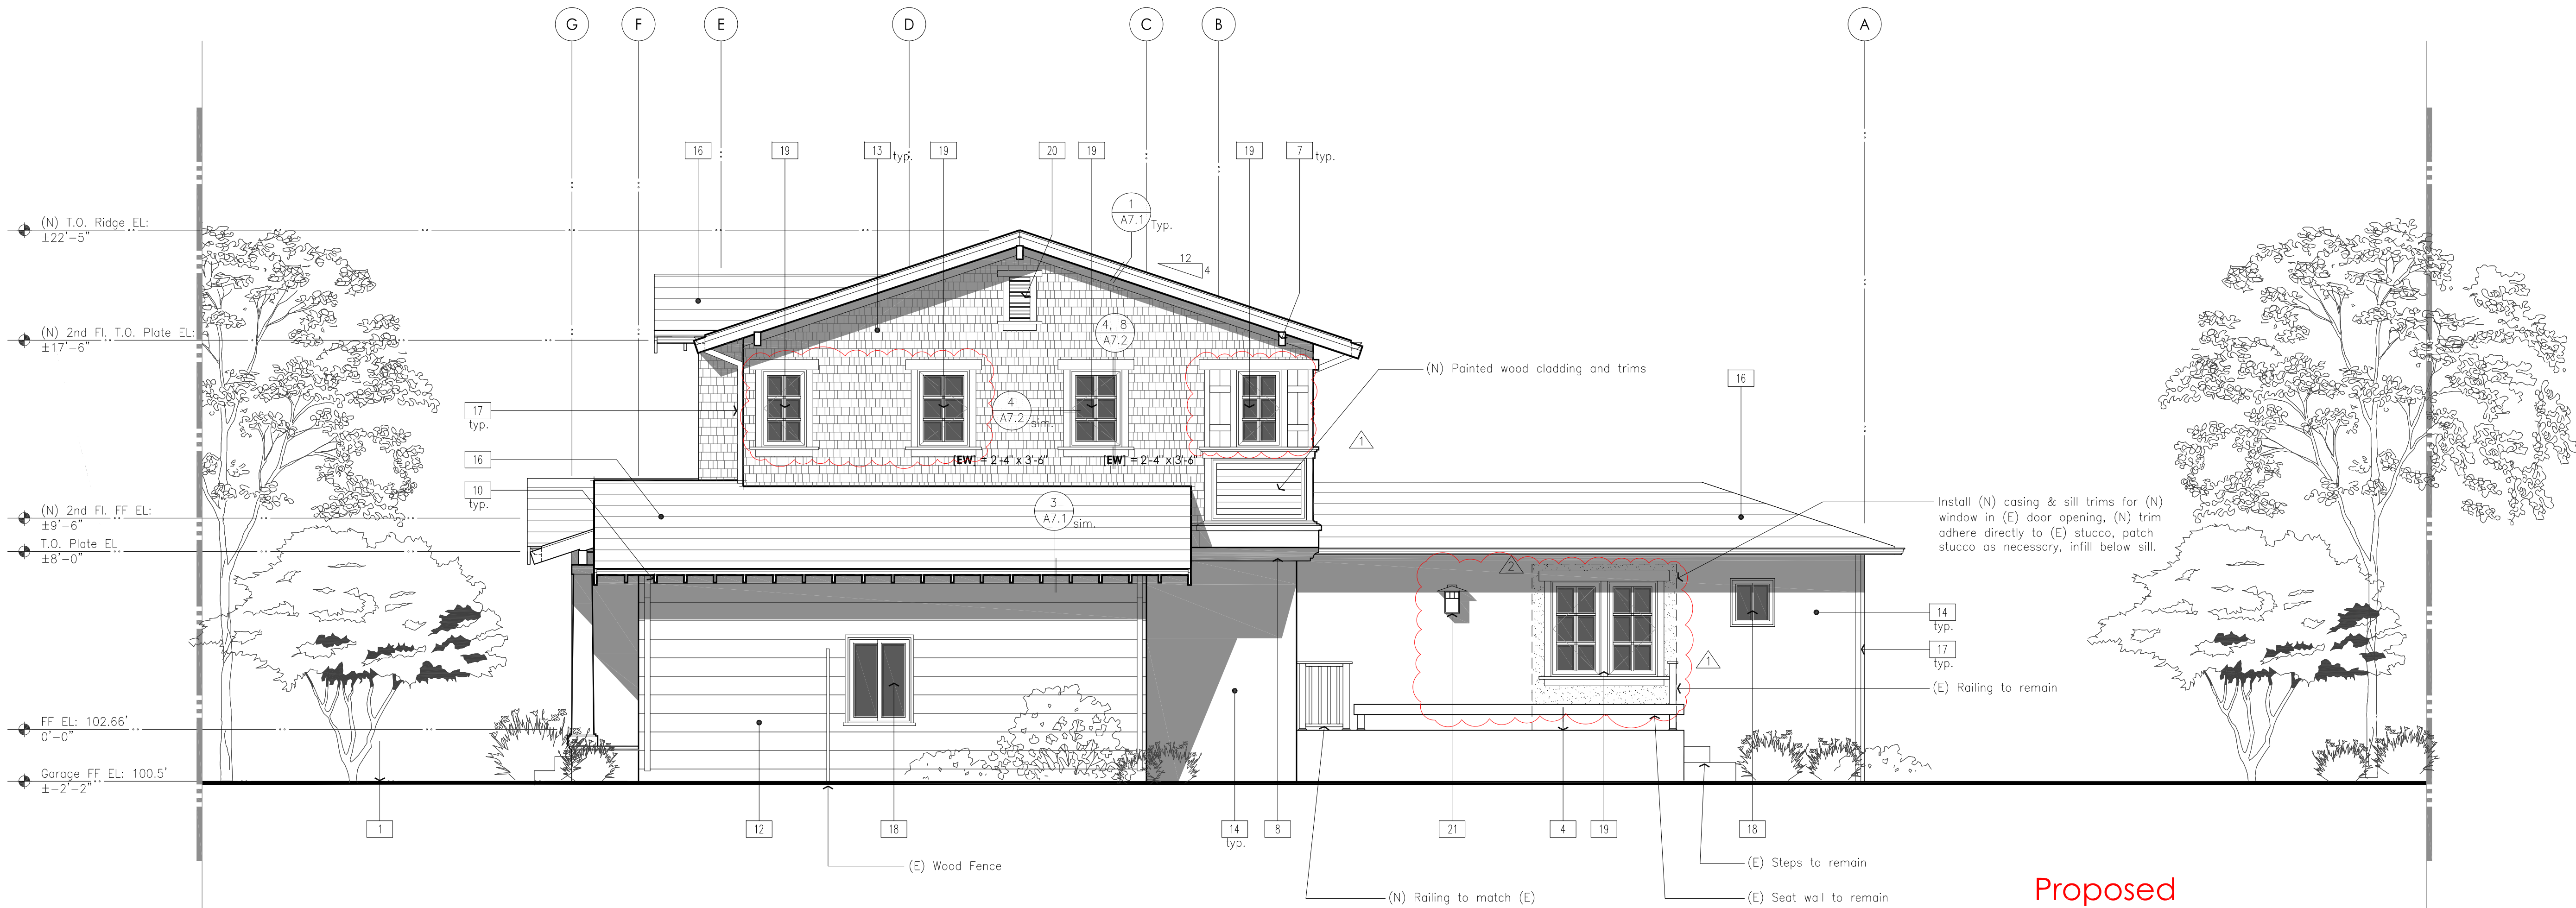 G
F
E
D
C
B
A
16
19
13 typ.
19
20
19
19
7 typ.
1
A7.1 Typ.
(N) T.O. Ridge EL:
±22'-5"
12
4
(N) 2nd Fl. T.O. Plate EL:
±17'-6"
4, 8
A7.2
(N) Painted wood cladding and trims
16
17
typ.
4
A7.2 sim.
1
16
[EW] = 2'-4" x 3'-6"
[EW] = 2'-4" x 3'-6"
10
typ.
3
A7.1 sim.
(N) 2nd Fl. FF EL:
±9'-6"
Install (N) casing & sill trims for (N)
window in (E) door opening, (N) trim
adhere directly to (E) stucco, patch
stucco as necessary, infill below sill.
T.O. Plate EL
±8'-0"
2
14
typ.
17
typ.
1
(E) Railing to remain
FF EL: 102.66'
0'-0"
Garage FF EL: 100.5'
±-2'-2"
1
12
18
14
typ.
8
21
4
19
18
(E) Wood Fence
(E) Steps to remain
(N) Railing to match (E)
(E) Seat wall to remain
Proposed